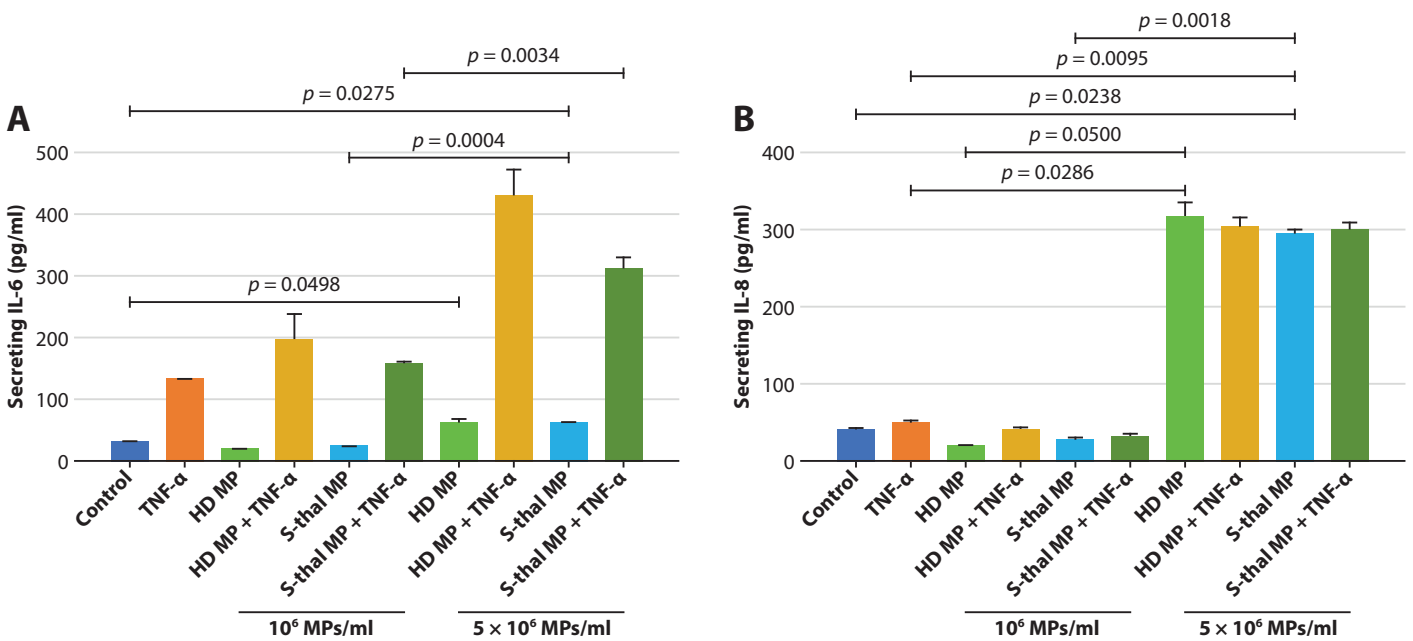 A
p = 0.0034
p = 0.0275
p = 0.0004
p = 0.0498
Secreting IL-6 (pg/ml)
500
400
300
200
100
0
Control
TNF-α
HD MP
HD MP + TNF-α
S-thal MP
S-thal MP + TNF-α
HD MP
HD MP + TNF-α
S-thal MP
S-thal MP + TNF-α
10⁶ MPs/ml
5 × 10⁶ MPs/ml
B
p = 0.0018
p = 0.0095
p = 0.0238
p = 0.0500
p = 0.0286
Secreting IL-8 (pg/ml)
400
300
200
100
0
Control
TNF-α
HD MP
HD MP + TNF-α
S-thal MP
S-thal MP + TNF-α
HD MP
HD MP + TNF-α
S-thal MP
S-thal MP + TNF-α
10⁶ MPs/ml
5 × 10⁶ MPs/ml